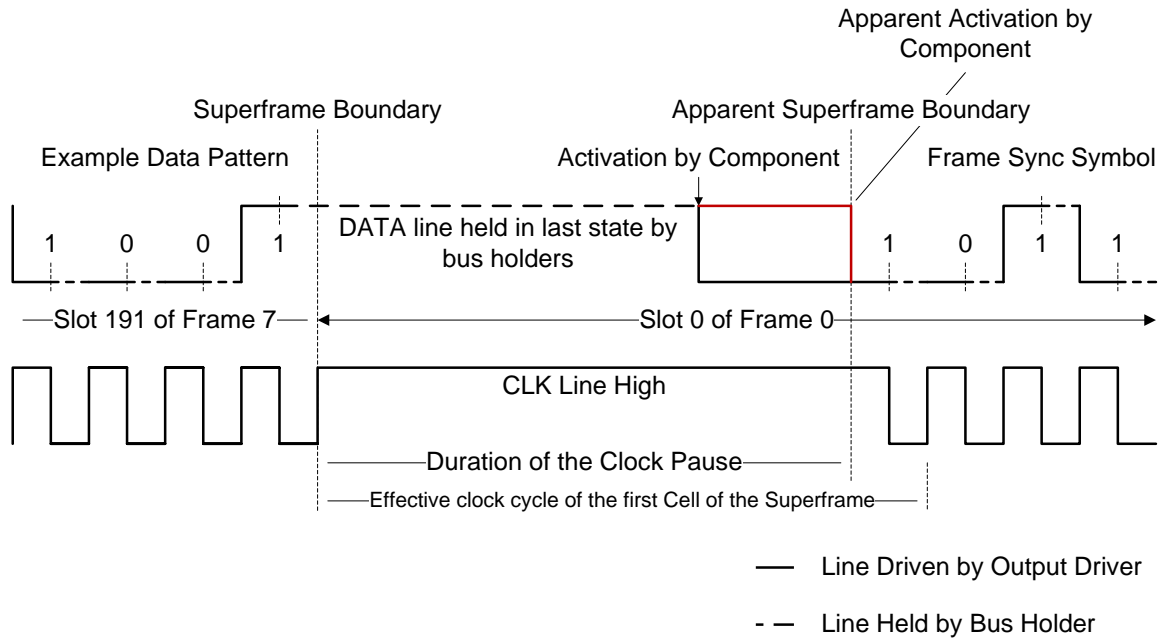 Apparent Activation by
Component
Superframe Boundary
Apparent Superframe Boundary
Example Data Pattern
Activation by Component
Frame Sync Symbol
DATA line held in last state by
bus holders
1 0 0 1
1 0 1 1
Slot 191 of Frame 7
Slot 0 of Frame 0
CLK Line High
Duration of the Clock Pause
Effective clock cycle of the first Cell of the Superframe
Line Driven by Output Driver
Line Held by Bus Holder